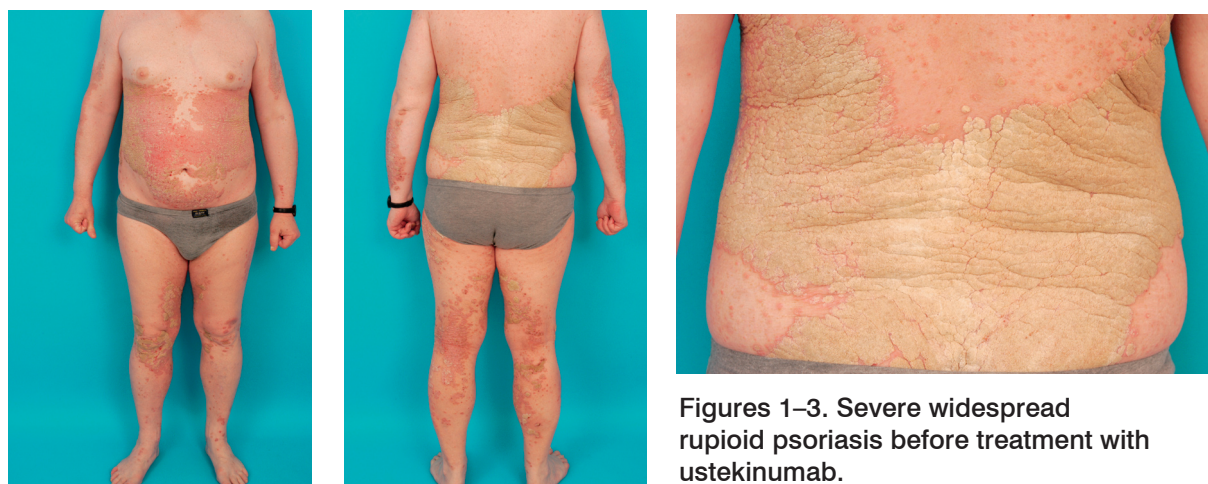 Figures 1–3. Severe widespread
rupioid psoriasis before treatment with
ustekinumab.